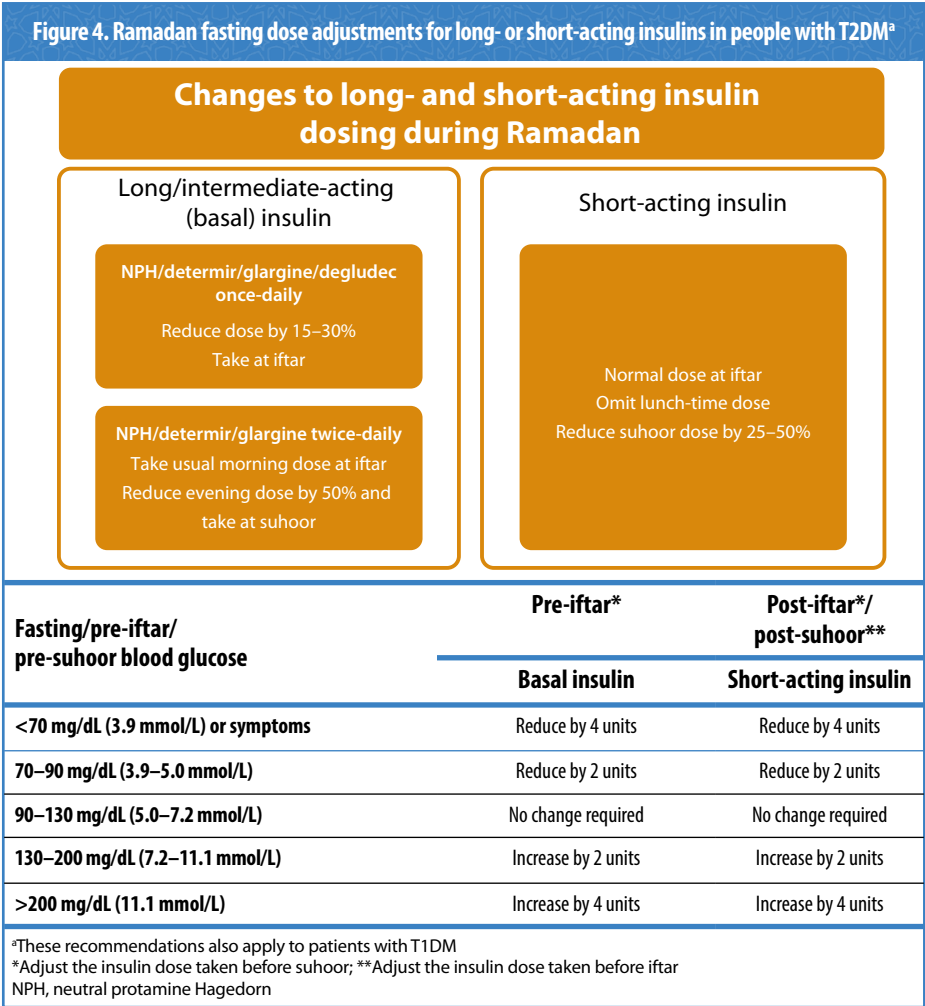 Figure 4. Ramadan fasting dose adjustments for long- or short-acting insulins in people with T2DMᵃ
Changes to long- and short-acting insulin
dosing during Ramadan
Long/intermediate-acting
(basal) insulin
NPH/determir/glargine/degludec
once-daily
Reduce dose by 15–30%
Take at iftar
NPH/determir/glargine twice-daily
Take usual morning dose at iftar
Reduce evening dose by 50% and
take at suhoor
Short-acting insulin
Normal dose at iftar
Omit lunch-time dose
Reduce suhoor dose by 25–50%
Fasting/pre-iftar/
pre-suhoor blood glucose
Pre-iftar*
Post-iftar*/
post-suhoor**
Basal insulin
Short-acting insulin
<70 mg/dL (3.9 mmol/L) or symptoms Reduce by 4 units Reduce by 4 units
70–90 mg/dL (3.9–5.0 mmol/L) Reduce by 2 units Reduce by 2 units
90–130 mg/dL (5.0–7.2 mmol/L) No change required No change required
130–200 mg/dL (7.2–11.1 mmol/L) Increase by 2 units Increase by 2 units
>200 mg/dL (11.1 mmol/L) Increase by 4 units Increase by 4 units
ᵃThese recommendations also apply to patients with T1DM
*Adjust the insulin dose taken before suhoor; **Adjust the insulin dose taken before iftar
NPH, neutral protamine Hagedorn